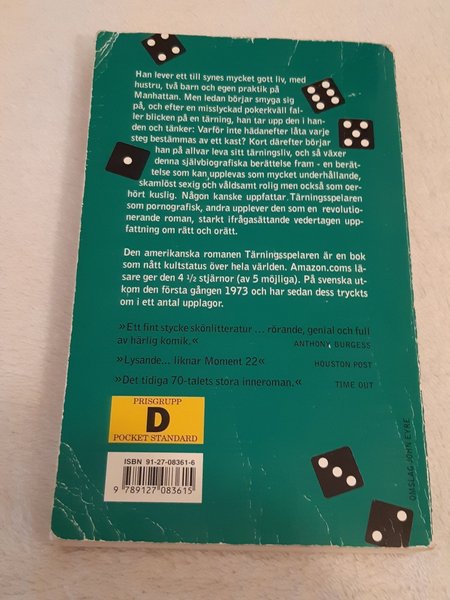 Han lever ett till synes mycket gott liv, med
hustru, två barn och egen praktik på
Manhattan. Men ledan börjar smyga sig
på, och efter en misslyckad pokerkväll fal-
ler blicken på en tärning, han tar upp den i han-
den och tänker: Varför inte hädanefter låta varje
steg bestämmas av ett kast? Kort därefter börjar
han på allvar leva sitt tärningsliv, och så växer
denna självbiografiska berättelse fram - en berät-
telse som kan upplevas som mycket underhållande,
skamlöst sexig och våldsamt rolig men också som oer-
hört kuslig. Någon kanske uppfattar Tärningsspelaren
som pornografisk, andra upplever den som en revolutio-
nerande roman, starkt ifrågasättande vedertagen upp-
fattning om rätt och orätt.
Den amerikanska romanen Tärningsspelaren är en bok
som nått kultstatus över hela världen. Amazon.coms lä-
sare ger den 4 1/2 stjärnor (av 5 möjliga). På svenska ut-
kom den första gången 1973 och har sedan dess tryckts
om i ett antal upplagor.
»Ett fint stycke skönlitteratur ... rörande, genial och full
av härlig komik.« ANTHONY BURGESS
»Lysande... liknar Moment 22« HOUSTON POST
»Det tidiga 70-talets stora inneroman.« TIME OUT
PRISGRUPP
D
POCKET STANDARD
ISBN 91-27-08361-6
9 789127 083615
OMSLAG JOHN EYRE